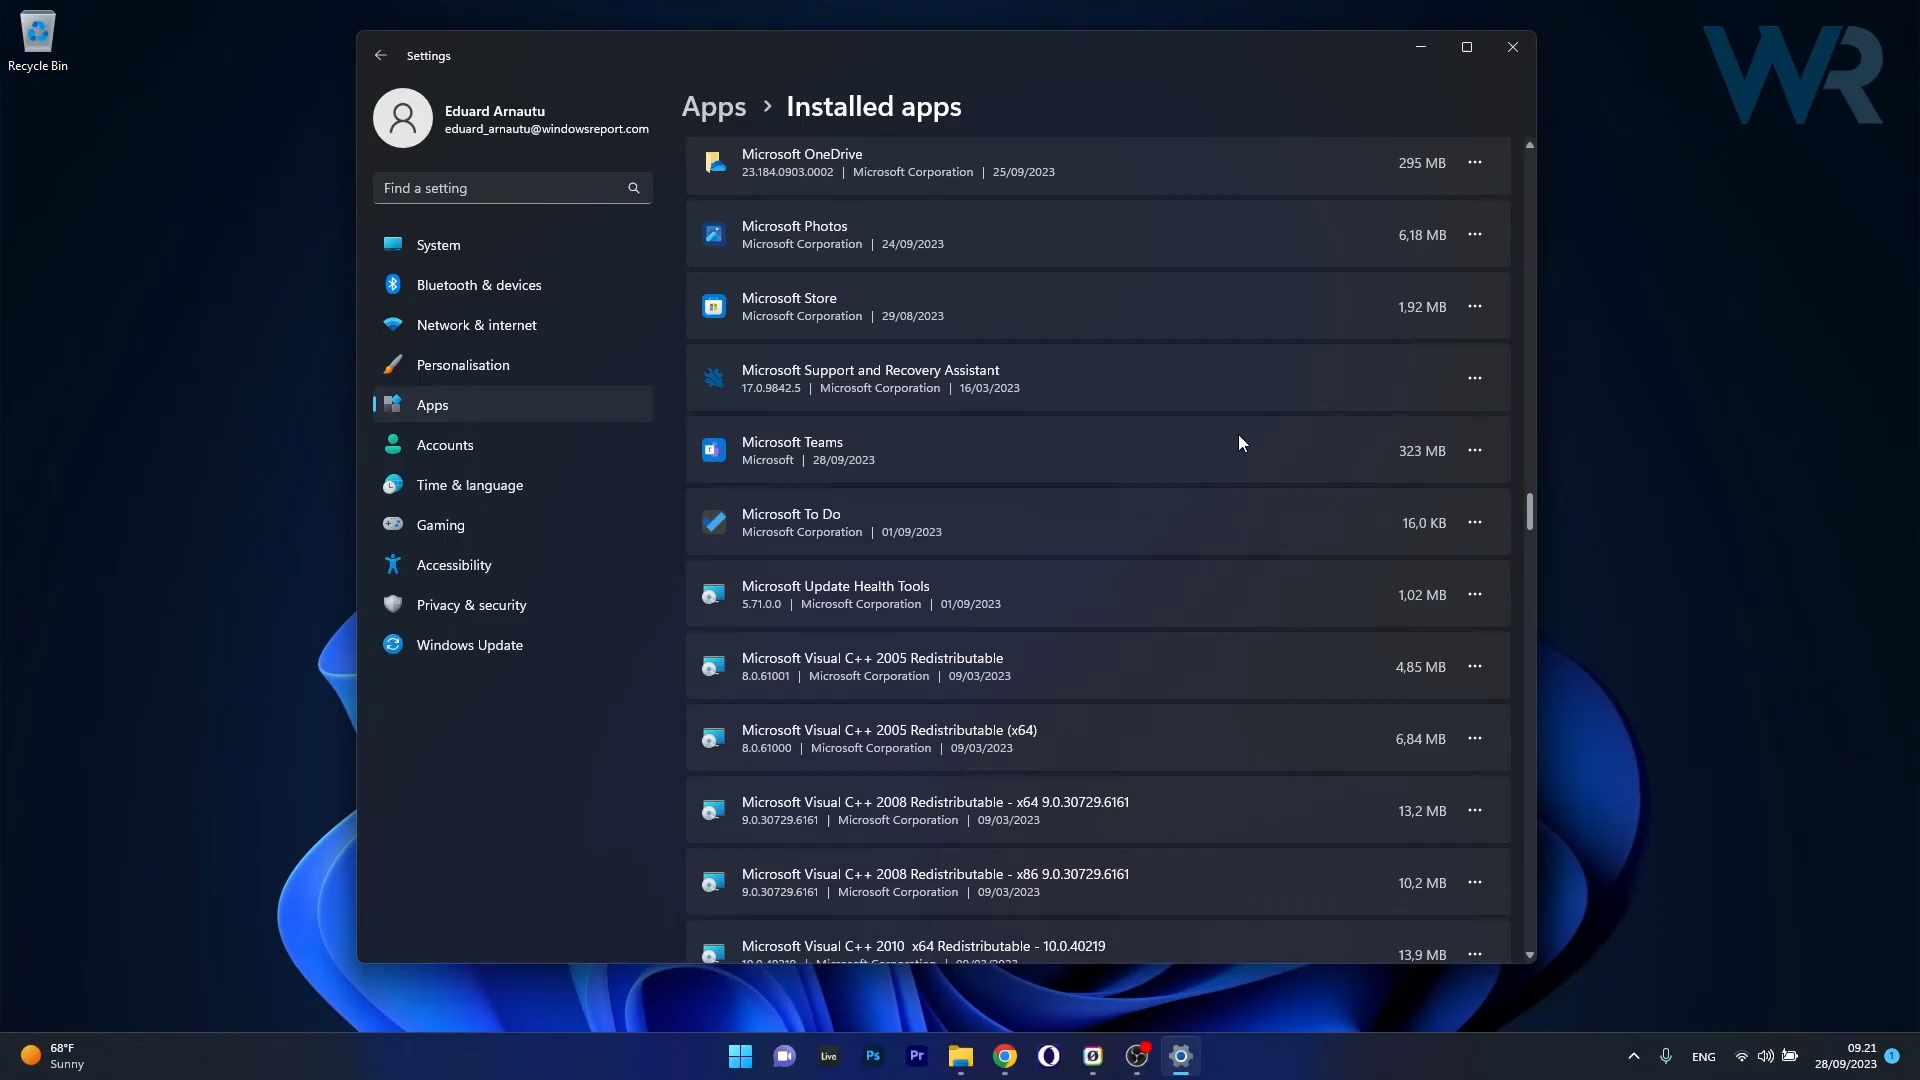 Recycle Bin
Settings
WR
Eduard Arnautu
eduard_arnautu@windowsreport.com
Find a setting
System
Bluetooth & devices
Network & internet
Personalisation
Apps
Accounts
Time & language
Gaming
Accessibility
Privacy & security
Windows Update
Apps > Installed apps
Microsoft OneDrive
23.184.0903.0002 | Microsoft Corporation | 25/09/2023
295 MB
Microsoft Photos
Microsoft Corporation | 24/09/2023
6,18 MB
Microsoft Store
Microsoft Corporation | 29/08/2023
1,92 MB
Microsoft Support and Recovery Assistant
17.0.9842.5 | Microsoft Corporation | 16/03/2023
Microsoft Teams
Microsoft | 28/09/2023
323 MB
Microsoft To Do
Microsoft Corporation | 01/09/2023
16,0 KB
Microsoft Update Health Tools
5.71.0.0 | Microsoft Corporation | 01/09/2023
1,02 MB
Microsoft Visual C++ 2005 Redistributable
8.0.61001 | Microsoft Corporation | 09/03/2023
4,85 MB
Microsoft Visual C++ 2005 Redistributable (x64)
8.0.61000 | Microsoft Corporation | 09/03/2023
6,84 MB
Microsoft Visual C++ 2008 Redistributable - x64 9.0.30729.6161
9.0.30729.6161 | Microsoft Corporation | 09/03/2023
13,2 MB
Microsoft Visual C++ 2008 Redistributable - x86 9.0.30729.6161
9.0.30729.6161 | Microsoft Corporation | 09/03/2023
10,2 MB
Microsoft Visual C++ 2010 x64 Redistributable - 10.0.40219
10.0.40219 | Microsoft Corporation | 09/03/2023
13,9 MB
68°F
Sunny
Live
Ps
Pr
ENG
09.21
28/09/2023
1